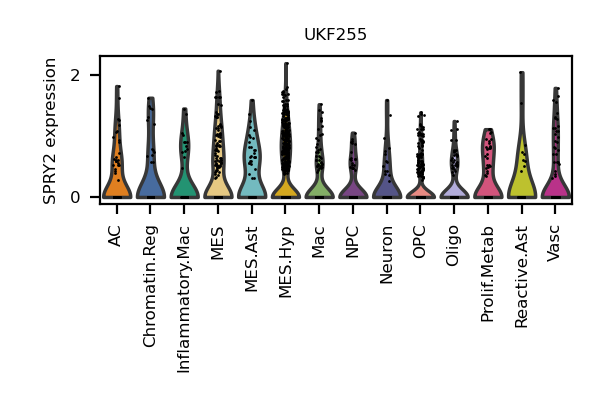 UKF255
SPRY2 expression
2
0
AC
Chromatin.Reg
Inflammatory.Mac
MES
MES.Ast
MES.Hyp
Mac
NPC
Neuron
OPC
Oligo
Prolif.Metab
Reactive.Ast
Vasc